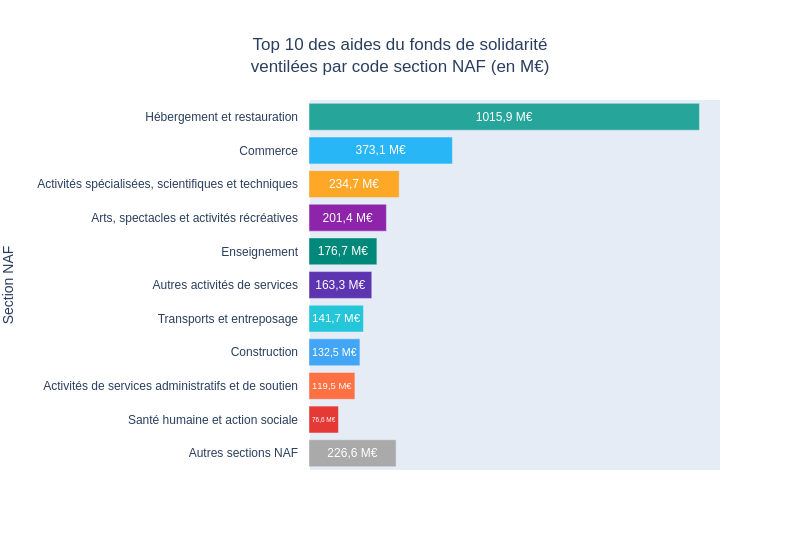 Top 10 des aides du fonds de solidarité
ventilées par code section NAF (en M€)
Section NAF
Hébergement et restauration 1015,9 M€
Commerce 373,1 M€
Activités spécialisées, scientifiques et techniques 234,7 M€
Arts, spectacles et activités récréatives 201,4 M€
Enseignement 176,7 M€
Autres activités de services 163,3 M€
Transports et entreposage 141,7 M€
Construction 132,5 M€
Activités de services administratifs et de soutien 119,5 M€
Santé humaine et action sociale 76,6 M€
Autres sections NAF 226,6 M€